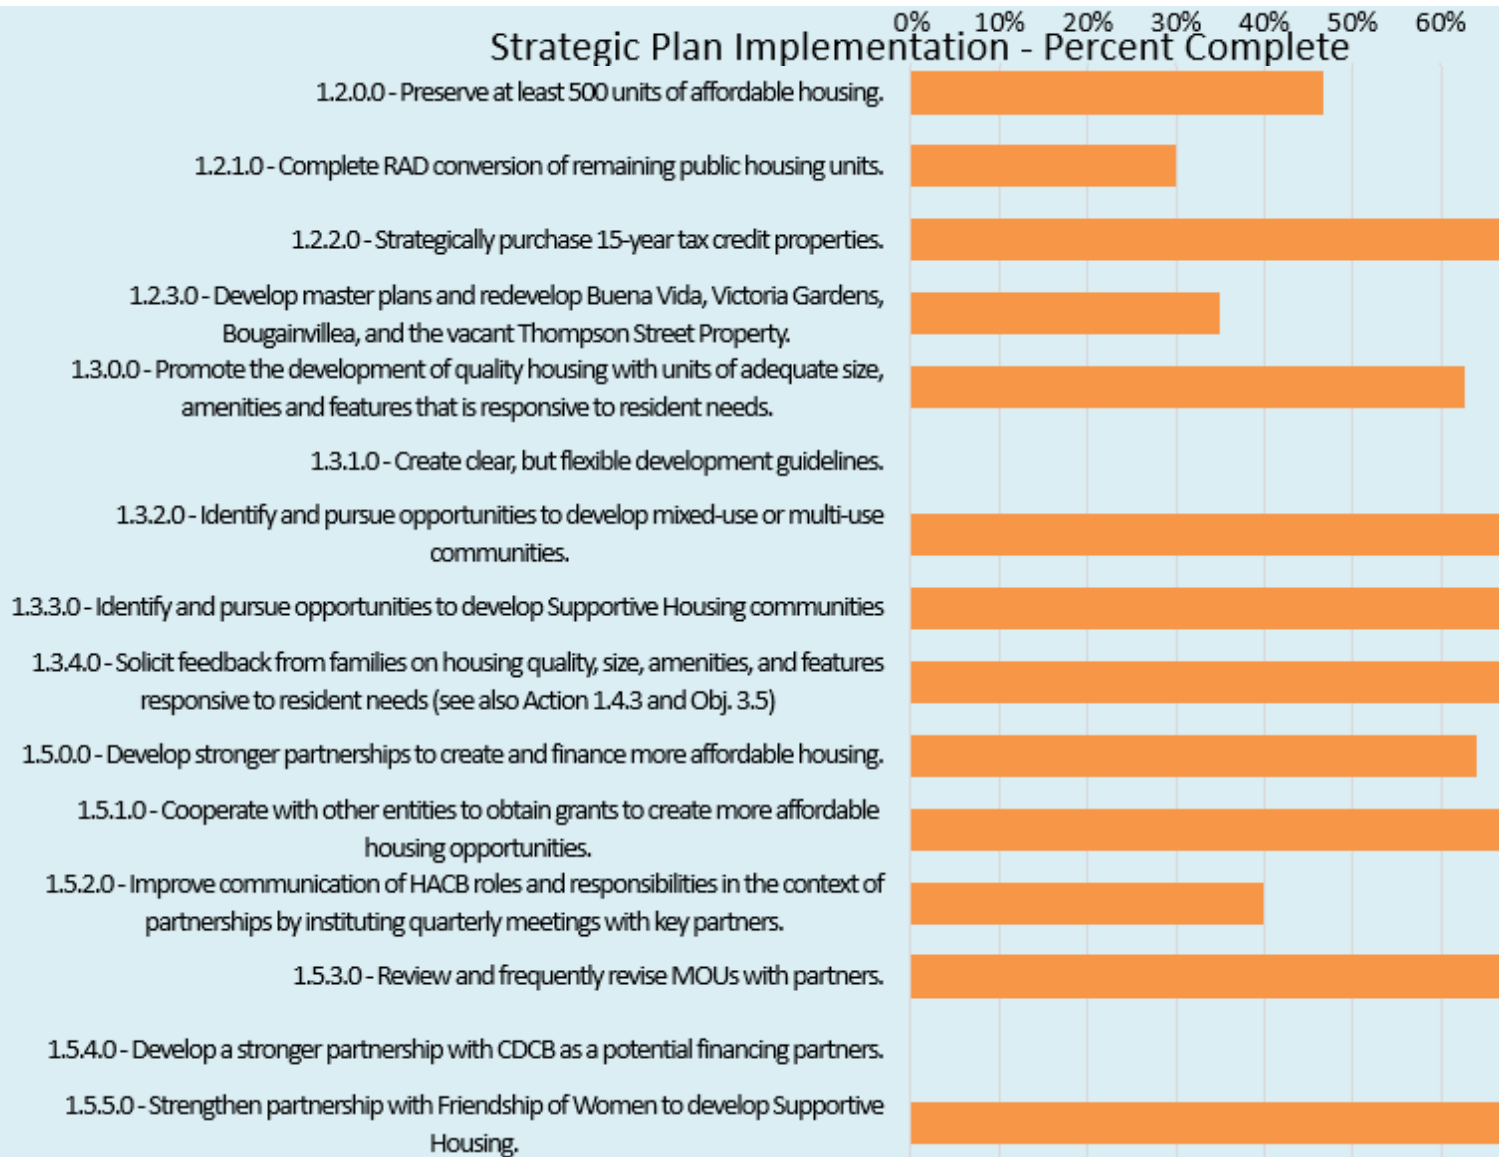 0% 10% 20% 30% 40% 50% 60%
Strategic Plan Implementation - Percent Complete
1.2.0.0 - Preserve at least 500 units of affordable housing.
1.2.1.0 - Complete RAD conversion of remaining public housing units.
1.2.2.0 - Strategically purchase 15-year tax credit properties.
1.2.3.0 - Develop master plans and redevelop Buena Vida, Victoria Gardens,
Bougainvillea, and the vacant Thompson Street Property.
1.3.0.0 - Promote the development of quality housing with units of adequate size,
amenities and features that is responsive to resident needs.
1.3.1.0 - Create clear, but flexible development guidelines.
1.3.2.0 - Identify and pursue opportunities to develop mixed-use or multi-use
communities.
1.3.3.0 - Identify and pursue opportunities to develop Supportive Housing communities
1.3.4.0 - Solicit feedback from families on housing quality, size, amenities, and features
responsive to resident needs (see also Action 1.4.3 and Obj. 3.5)
1.5.0.0 - Develop stronger partnerships to create and finance more affordable housing.
1.5.1.0 - Cooperate with other entities to obtain grants to create more affordable
housing opportunities.
1.5.2.0 - Improve communication of HACB roles and responsibilities in the context of
partnerships by instituting quarterly meetings with key partners.
1.5.3.0 - Review and frequently revise MOUs with partners.
1.5.4.0 - Develop a stronger partnership with CDCB as a potential financing partners.
1.5.5.0 - Strengthen partnership with Friendship of Women to develop Supportive
Housing.